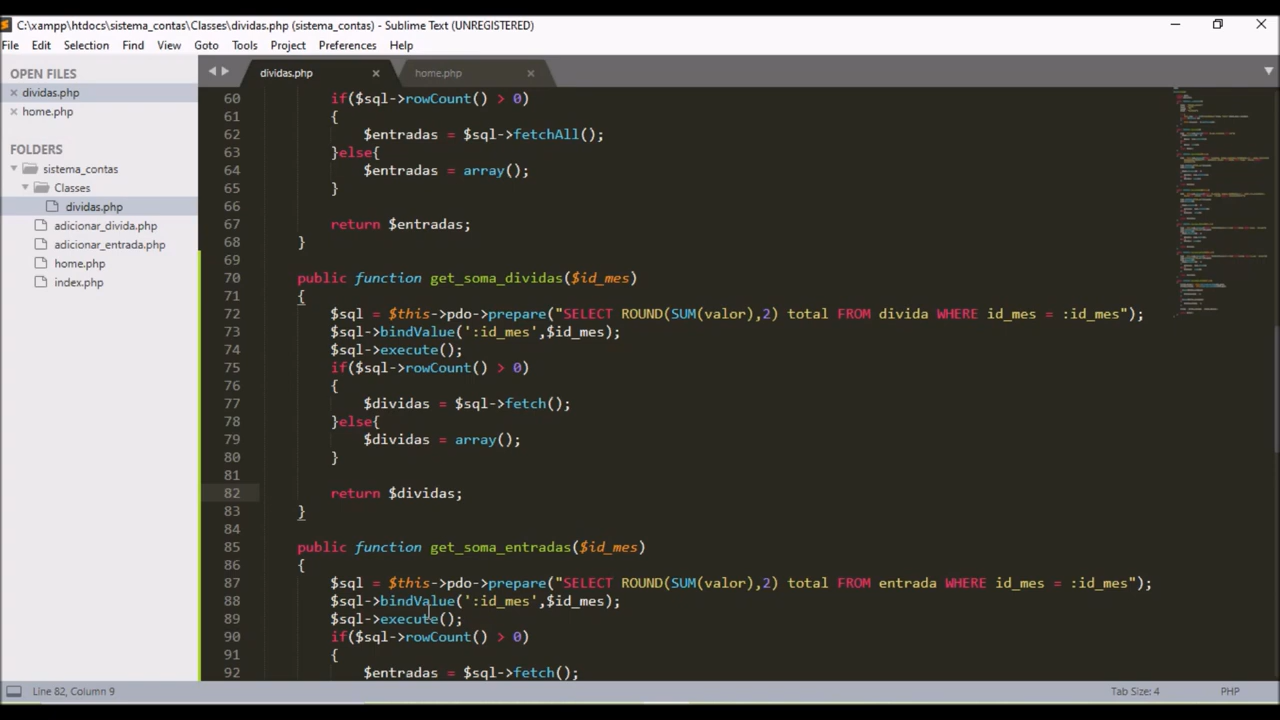 C:\xampp\htdocs\sistema_contas\Classes\dividas.php (sistema_contas) - Sublime Text (UNREGISTERED)
File Edit Selection Find View Goto Tools Project Preferences Help
OPEN FILES
× dividas.php
× home.php
FOLDERS
sistema_contas
Classes
dividas.php
adicionar_divida.php
adicionar_entrada.php
home.php
index.php
dividas.php × home.php ×
60 if($sql->rowCount() > 0)
61 {
62 $entradas = $sql->fetchAll();
63 }else{
64 $entradas = array();
65 }
66
67 return $entradas;
68 }
69
70 public function get_soma_dividas($id_mes)
71 {
72 $sql = $this->pdo->prepare("SELECT ROUND(SUM(valor),2) total FROM divida WHERE id_mes = :id_mes");
73 $sql->bindValue(':id_mes',$id_mes);
74 $sql->execute();
75 if($sql->rowCount() > 0)
76 {
77 $dividas = $sql->fetch();
78 }else{
79 $dividas = array();
80 }
81
82 return $dividas;
83 }
84
85 public function get_soma_entradas($id_mes)
86 {
87 $sql = $this->pdo->prepare("SELECT ROUND(SUM(valor),2) total FROM entrada WHERE id_mes = :id_mes");
88 $sql->bindValue(':id_mes',$id_mes);
89 $sql->execute();
90 if($sql->rowCount() > 0)
91 {
92 $entradas = $sql->fetch();
Line 82, Column 9 Tab Size: 4 PHP